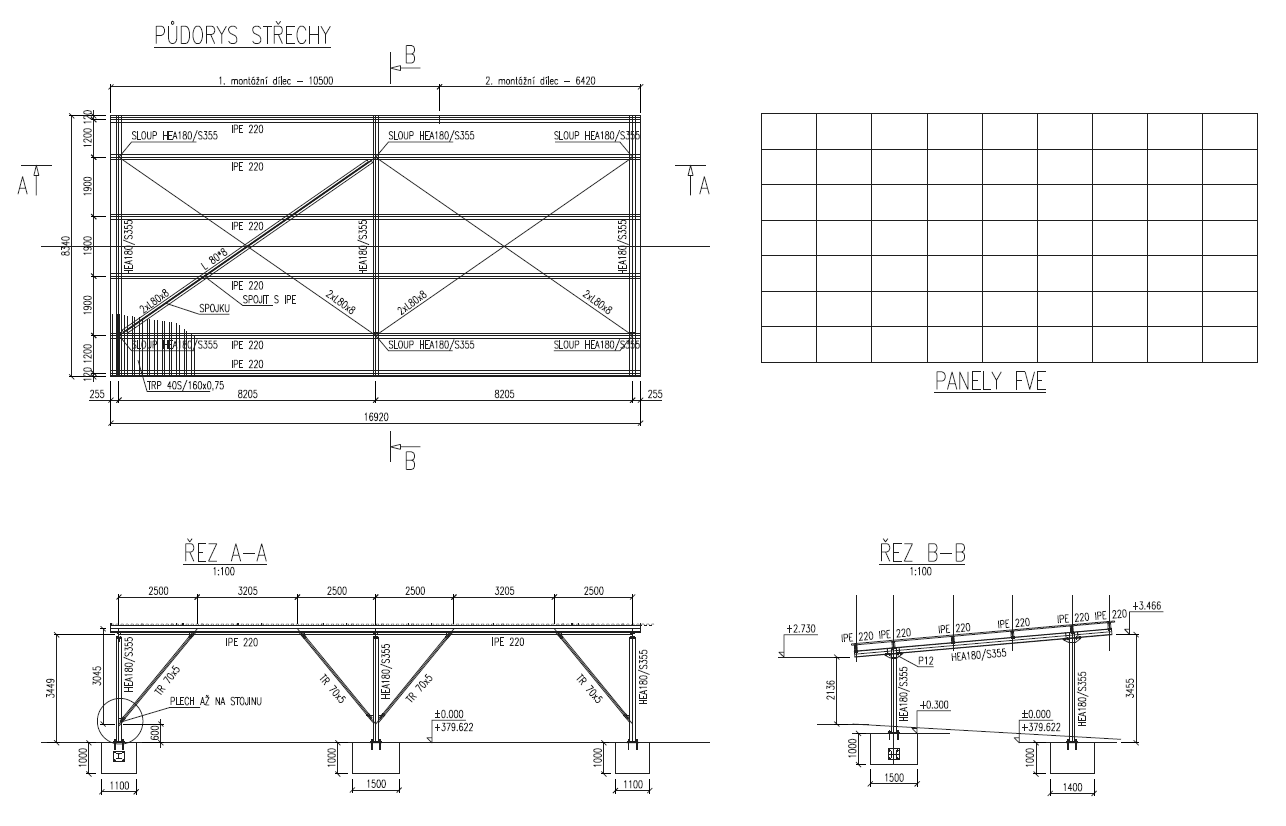 PŮDORYS STŘECHY
B
1. montážní dílec – 10500
2. montážní dílec – 6420
120
IPE 220
SLOUP HEA180/S355
SLOUP HEA180/S355
SLOUP HEA180/S355
1200
IPE 220
A
A
1900
IPE 220
HEA180/S355
HEA180/S355
HEA180/S355
8340
1900
L 80*8
IPE 220
SPOJIT S IPE
2xL80x8
SPOJKU
2xL80x8
2xL80x8
2xL80x8
1900
SLOUP HEA180/S355
IPE 220
SLOUP HEA180/S355
SLOUP HEA180/S355
1200
IPE 220
120
TRP 40S/160x0,75
255
8205
8205
255
16920
B
PANELY FVE
ŘEZ A–A
1:100
2500
3205
2500
2500
3205
2500
IPE 220
IPE 220
HEA180/S355
HEA180/S355
HEA180/S355
3449
3045
TR 70x5
TR 70x5
TR 70x5
TR 70x5
PLECH AŽ NA STOJINU
600
±0.000
+379.622
1000
1000
1000
1100
1500
1100
ŘEZ B–B
1:100
+2.730
+3.466
IPE 220
IPE 220
IPE 220
IPE 220
IPE 220
IPE 220
HEA180/S355
P12
2136
HEA180/S355
HEA180/S355
3455
+0.300
±0.000
+379.622
1000
1000
1500
1400